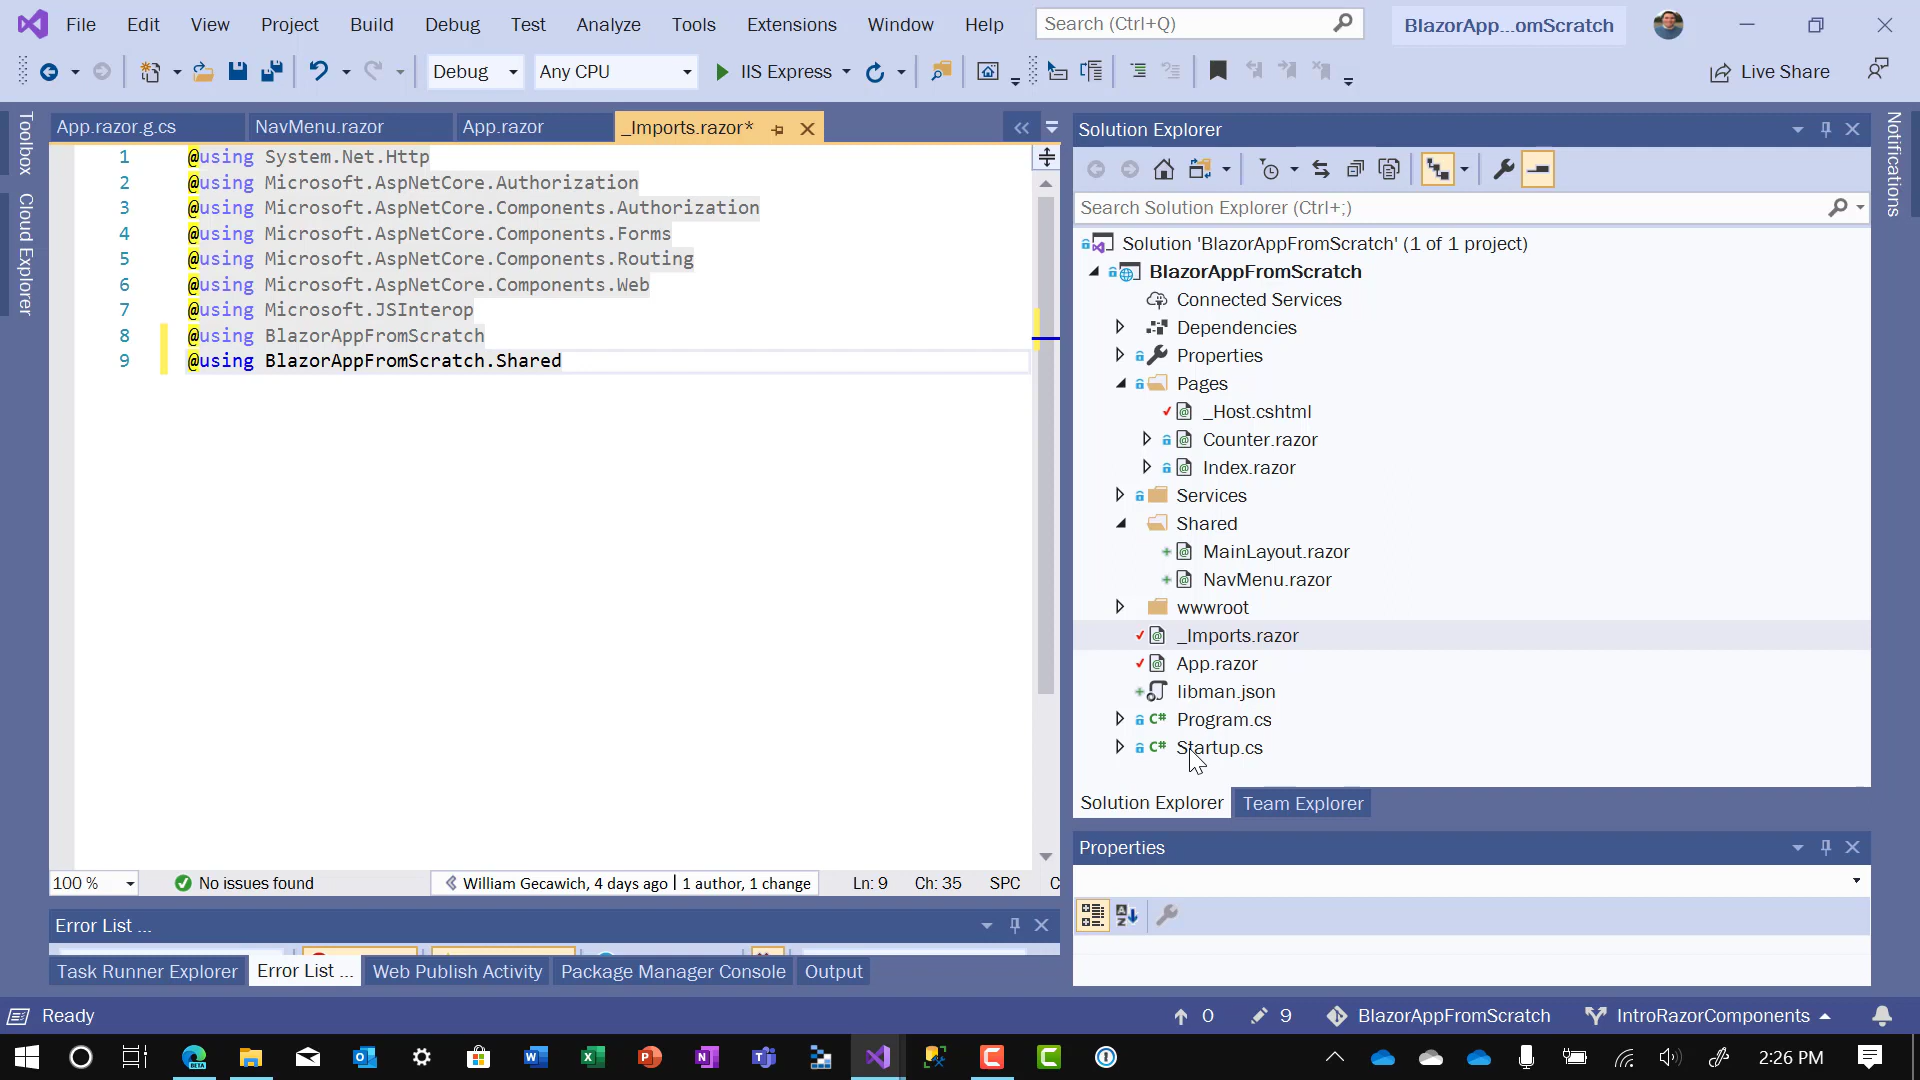 File Edit View Project Build Debug Test Analyze Tools Extensions Window Help Search (Ctrl+Q) BlazorApp...omScratch
Debug Any CPU IIS Express Live Share
Toolbox
Cloud Explorer
App.razor.g.cs NavMenu.razor App.razor _Imports.razor*
1 @using System.Net.Http
2 @using Microsoft.AspNetCore.Authorization
3 @using Microsoft.AspNetCore.Components.Authorization
4 @using Microsoft.AspNetCore.Components.Forms
5 @using Microsoft.AspNetCore.Components.Routing
6 @using Microsoft.AspNetCore.Components.Web
7 @using Microsoft.JSInterop
8 @using BlazorAppFromScratch
9 @using BlazorAppFromScratch.Shared
100 % No issues found William Gecawich, 4 days ago | 1 author, 1 change Ln: 9 Ch: 35 SPC C
Error List ...
Task Runner Explorer Error List ... Web Publish Activity Package Manager Console Output
Solution Explorer
Search Solution Explorer (Ctrl+;)
Solution 'BlazorAppFromScratch' (1 of 1 project)
BlazorAppFromScratch
Connected Services
Dependencies
Properties
Pages
_Host.cshtml
Counter.razor
Index.razor
Services
Shared
MainLayout.razor
NavMenu.razor
wwwroot
_Imports.razor
App.razor
libman.json
C# Program.cs
C# Startup.cs
Solution Explorer Team Explorer
Properties
Notifications
Ready 0 9 BlazorAppFromScratch IntroRazorComponents
2:26 PM